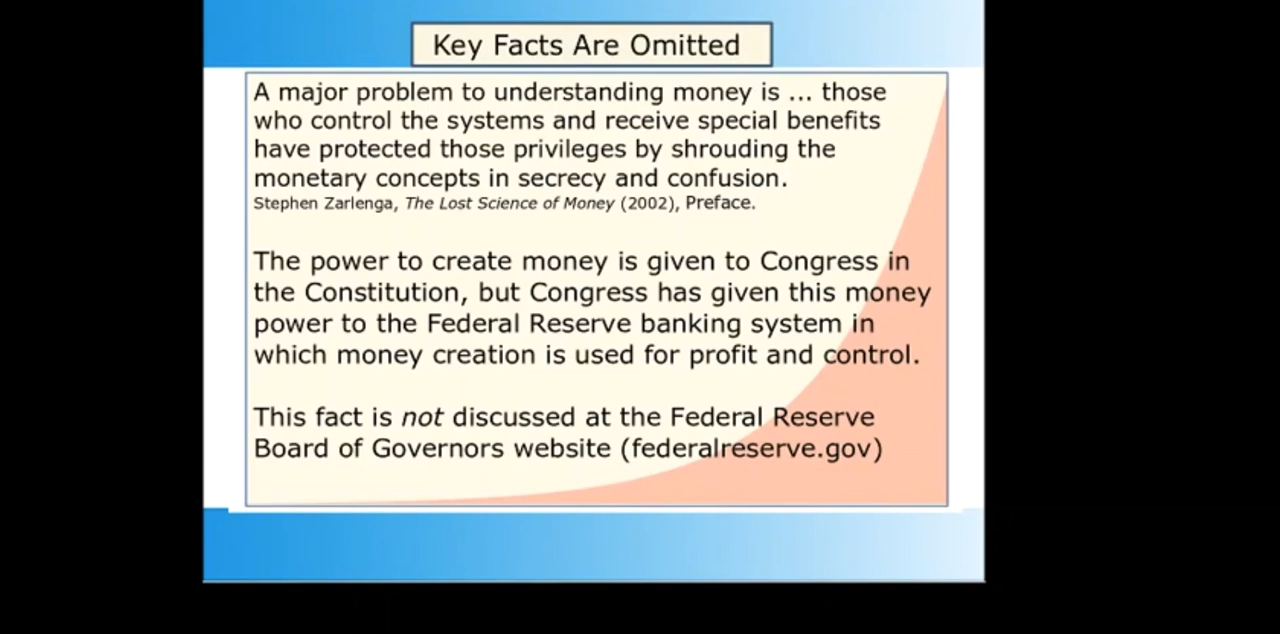 Key Facts Are Omitted
A major problem to understanding money is ... those
who control the systems and receive special benefits
have protected those privileges by shrouding the
monetary concepts in secrecy and confusion.
Stephen Zarlenga, The Lost Science of Money (2002), Preface.
The power to create money is given to Congress in
the Constitution, but Congress has given this money
power to the Federal Reserve banking system in
which money creation is used for profit and control.
This fact is not discussed at the Federal Reserve
Board of Governors website (federalreserve.gov)